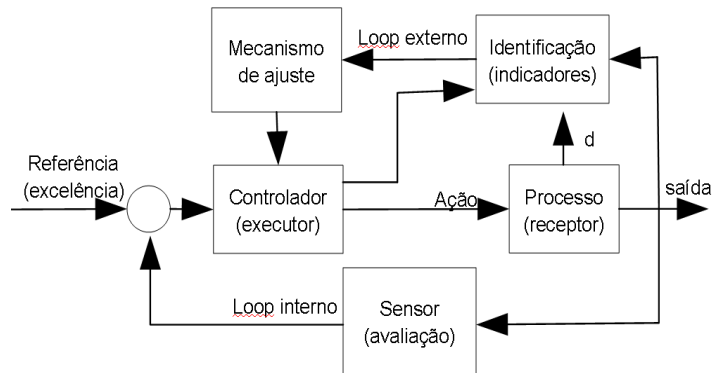 Mecanismo
de ajuste
Loop externo
Identificação
(indicadores)
Referência
(excelência)
Controlador
(executor)
Ação
d
Processo
(receptor)
saída
Loop interno
Sensor
(avaliação)